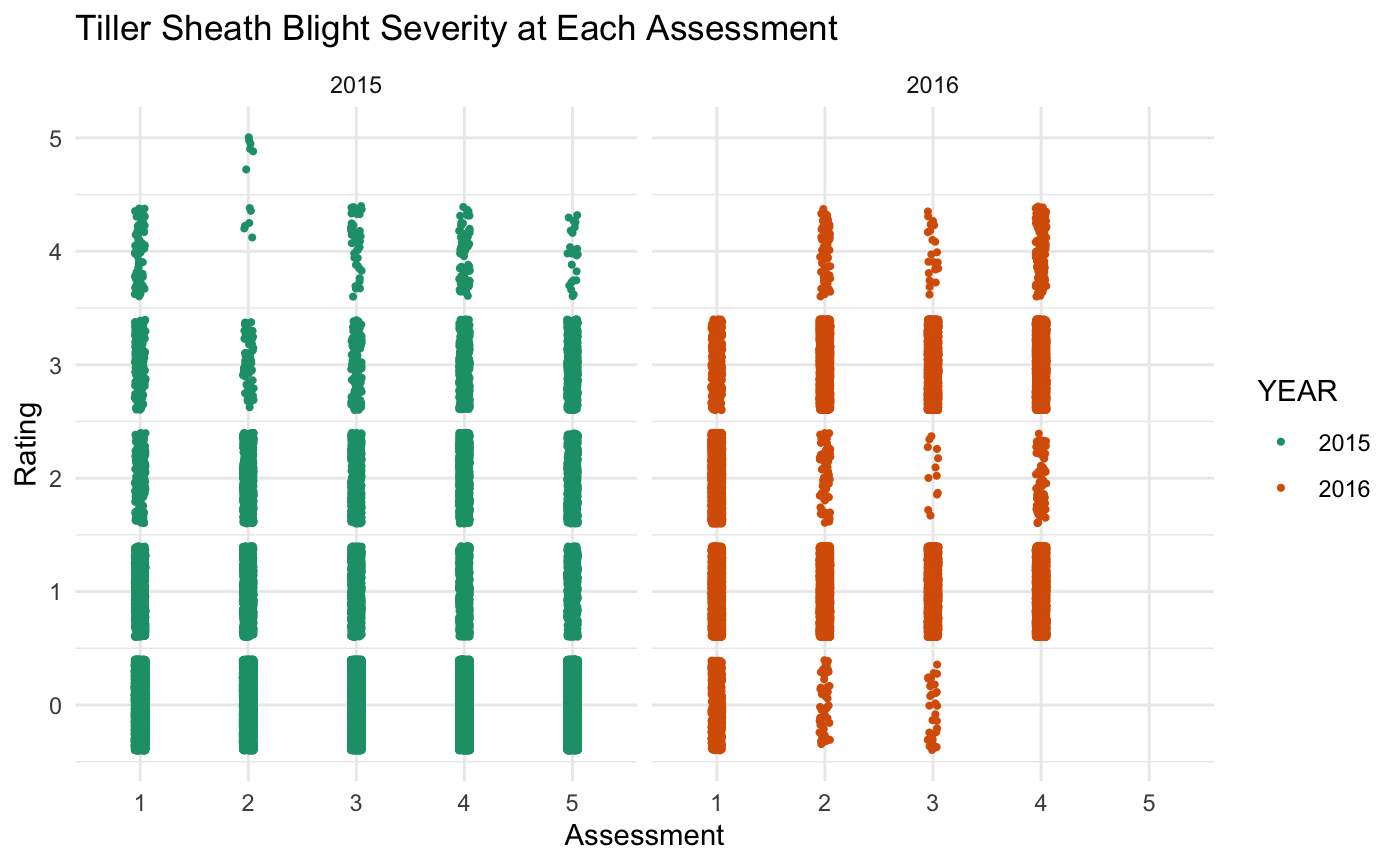 Tiller Sheath Blight Severity at Each Assessment
2015 2016
5
4
3
2
1
0
Rating
1 2 3 4 5 1 2 3 4 5
Assessment
YEAR
2015
2016